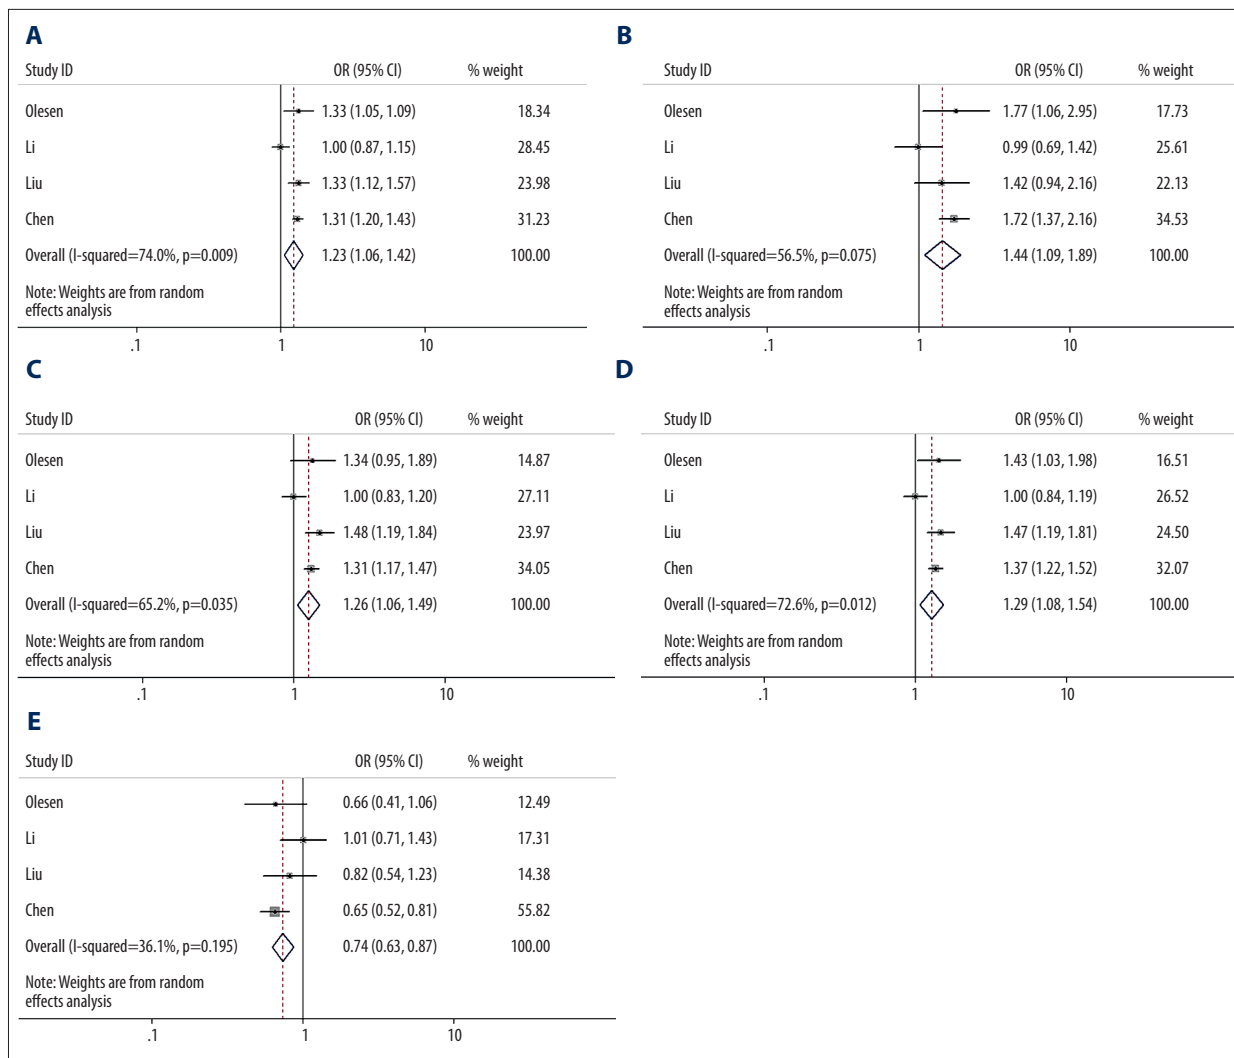 A
Study ID OR (95% CI) % weight
Olesen 1.33 (1.05, 1.09) 18.34
Li 1.00 (0.87, 1.15) 28.45
Liu 1.33 (1.12, 1.57) 23.98
Chen 1.31 (1.20, 1.43) 31.23
Overall (I-squared=74.0%, p=0.009) 1.23 (1.06, 1.42) 100.00
Note: Weights are from random
effects analysis
.1 1 10
B
Study ID OR (95% CI) % weight
Olesen 1.77 (1.06, 2.95) 17.73
Li 0.99 (0.69, 1.42) 25.61
Liu 1.42 (0.94, 2.16) 22.13
Chen 1.72 (1.37, 2.16) 34.53
Overall (I-squared=56.5%, p=0.075) 1.44 (1.09, 1.89) 100.00
Note: Weights are from random
effects analysis
.1 1 10
C
Study ID OR (95% CI) % weight
Olesen 1.34 (0.95, 1.89) 14.87
Li 1.00 (0.83, 1.20) 27.11
Liu 1.48 (1.19, 1.84) 23.97
Chen 1.31 (1.17, 1.47) 34.05
Overall (I-squared=65.2%, p=0.035) 1.26 (1.06, 1.49) 100.00
Note: Weights are from random
effects analysis
.1 1 10
D
Study ID OR (95% CI) % weight
Olesen 1.43 (1.03, 1.98) 16.51
Li 1.00 (0.84, 1.19) 26.52
Liu 1.47 (1.19, 1.81) 24.50
Chen 1.37 (1.22, 1.52) 32.07
Overall (I-squared=72.6%, p=0.012) 1.29 (1.08, 1.54) 100.00
Note: Weights are from random
effects analysis
.1 1 10
E
Study ID OR (95% CI) % weight
Olesen 0.66 (0.41, 1.06) 12.49
Li 1.01 (0.71, 1.43) 17.31
Liu 0.82 (0.54, 1.23) 14.38
Chen 0.65 (0.52, 0.81) 55.82
Overall (I-squared=36.1%, p=0.195) 0.74 (0.63, 0.87) 100.00
Note: Weights are from random
effects analysis
.1 1 10